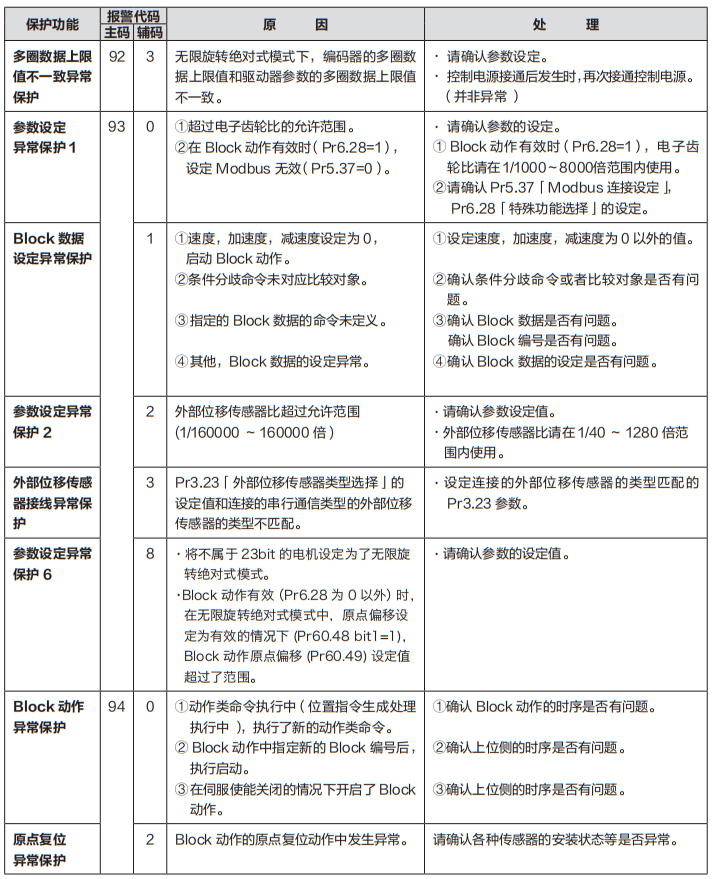 保护功能 报警代码 原 因 处 理
主码 辅码
多圈数据上限
值不一致异常
保护
92 3
无限旋转绝对式模式下，编码器的多圈数
据上限值和驱动器参数的多圈数据上限值
不一致。
· 请确认参数设定。
· 控制电源接通后发生时，再次接通控制电源。
（并非异常）
参数设定
异常保护 1
93 0
①超过电子齿轮比的允许范围。
②在 Block 动作有效时（Pr6.28=1），
设定 Modbus 无效（Pr5.37=0）。
· 请确认参数的设定。
① Block 动作有效时（Pr6.28=1），电子齿
轮比请在 1/1000～8000倍范围内使用。
②请确认 Pr5.37「Modbus 连接设定」，
Pr6.28「特殊功能选择」的设定。
Block 数据
设定异常保护
1
①速度，加速度，减速度设定为 0，
启动 Block 动作。
②条件分歧命令未对应比较对象。
③指定的 Block 数据的命令未定义。
④其他，Block 数据的设定异常。
①设定速度，加速度，减速度为 0 以外的值。
②确认条件分歧命令或者比较对象是否有问
题。
③确认 Block 数据是否有问题。
确认 Block 编号是否有问题。
④确认 Block 数据的设定是否有问题。
参数设定异常
保护 2
2
外部位移传感器比超过允许范围
(1/160000 ～ 160000 倍）
· 请确认参数设定值。
· 外部位移传感器比请在 1/40 ～ 1280 倍范
围内使用。
外部位移传感
器接线异常保
护
3
Pr3.23「外部位移传感器类型选择」的
设定值和连接的串行通信类型的外部位移
传感器的类型不匹配。
· 设定连接的外部位移传感器的类型匹配的
Pr3.23 参数。
参数设定异常
保护 6
8
· 将不属于 23bit 的电机设定为了无限旋
转绝对式模式。
·Block 动作有效 (Pr6.28 为 0 以外) 时，
在无限旋转绝对式模式中，原点偏移设
定为有效的情况下 (Pr60.48 bit1=1)，
Block 动作原点偏移 (Pr60.49) 设定值
超过了范围。
· 请确认参数的设定值。
Block 动作
异常保护
94 0
①动作类命令执行中（位置指令生成处理
执行中），执行了新的动作类命令。
② Block 动作中指定新的 Block 编号后，
执行启动。
③在伺服使能关闭的情况下开启了 Block
动作。
①确认 Block 动作的时序是否有问题。
②确认上位侧的时序是否有问题。
③确认上位侧的时序是否有问题。
原点复位
异常保护
2
Block 动作的原点复位动作中发生异常。
请确认各种传感器的安装状态等是否异常。